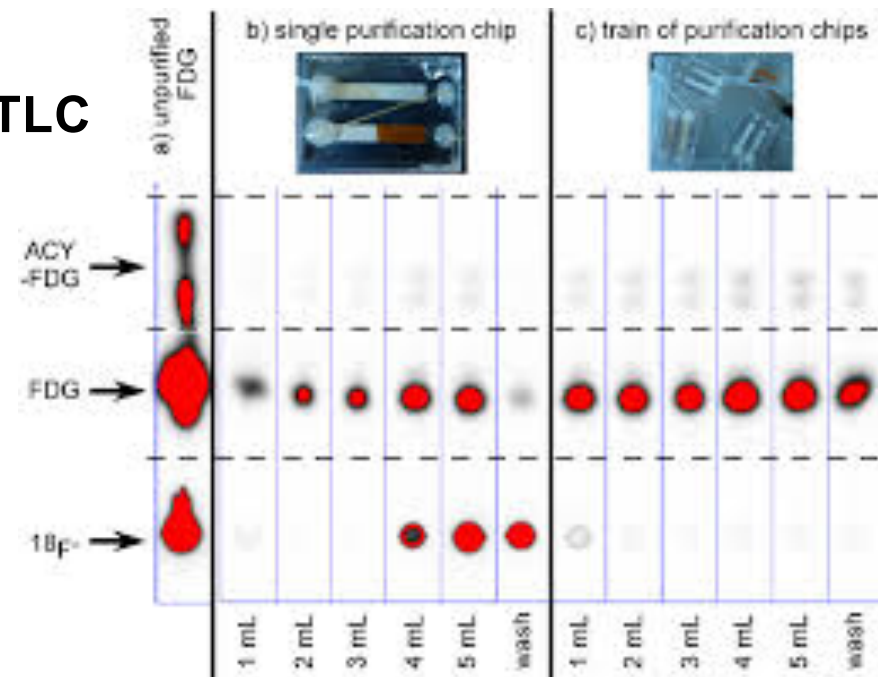 TLC
a) unpurified
FDG
b) single purification chip
c) train of purification chips
ACY
-FDG
FDG
18F-
1 mL
2 mL
3 mL
4 mL
5 mL
wash
1 mL
2 mL
3 mL
4 mL
5 mL
wash